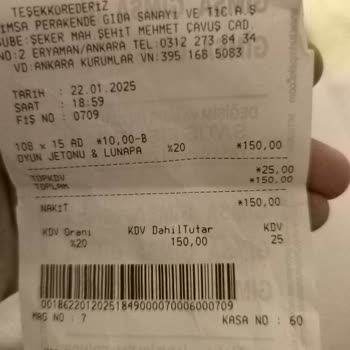 TEŞEKKÜREDERİZ
İMSA PERAKENDE GIDA SANAYİ VE TİC.A.Ş
ŞUBE:ŞEKER MAH ŞEHİT MEHMET ÇAVUŞ CAD.
NO:2 ERYAMAN/ANKARA TEL:0312 273 84 34
VD:ANKARA KURUMLAR VN:395 168 5083
TARİH : 22.01.2025
SAAT : 18:59
FİŞ NO : 0709
108 x 15 AD *10,00-B
OYUN JETONU & LUNAPA %20 *150,00
TOPKDV *25,00
TOPLAM *150,00
NAKİT *150,00
KDV Oranı KDV DahilTutar KDV
%20 150,00 25
00186220120251849000070006000709
MAG NO : 7 KASA NO : 60